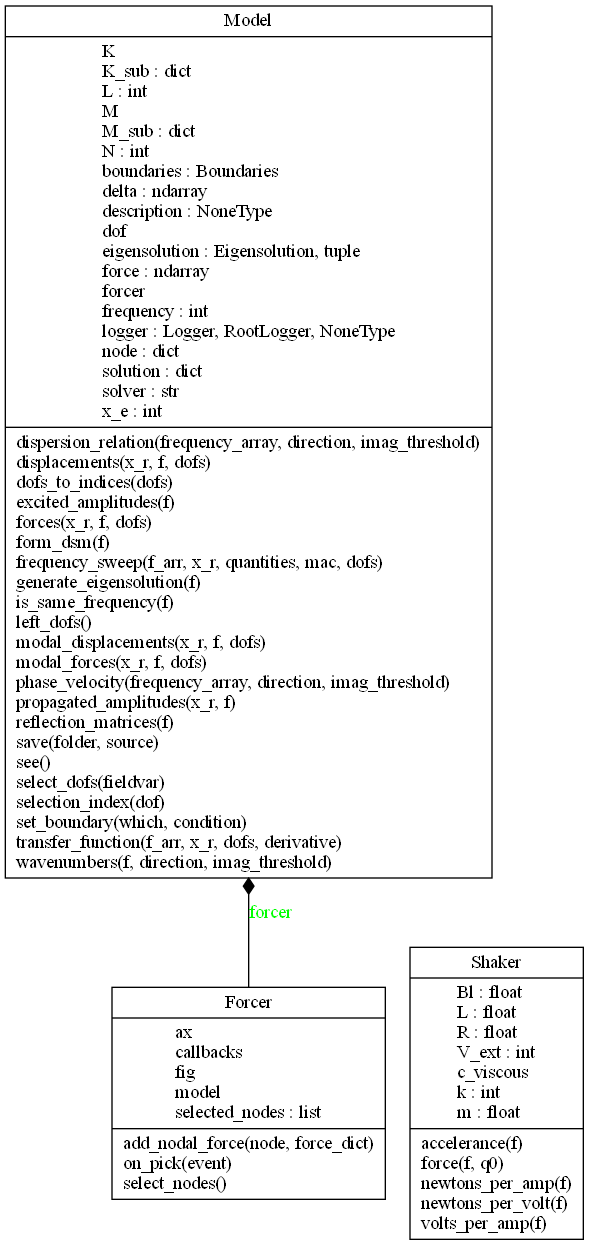 Model
K
K_sub : dict
L : int
M
M_sub : dict
N : int
boundaries : Boundaries
delta : ndarray
description : NoneType
dof
eigensolution : Eigensolution, tuple
force : ndarray
forcer
frequency : int
logger : Logger, RootLogger, NoneType
node : dict
solution : dict
solver : str
x_e : int
dispersion_relation(frequency_array, direction, imag_threshold)
displacements(x_r, f, dofs)
dofs_to_indices(dofs)
excited_amplitudes(f)
forces(x_r, f, dofs)
form_dsm(f)
frequency_sweep(f_arr, x_r, quantities, mac, dofs)
generate_eigensolution(f)
is_same_frequency(f)
left_dofs()
modal_displacements(x_r, f, dofs)
modal_forces(x_r, f, dofs)
phase_velocity(frequency_array, direction, imag_threshold)
propagated_amplitudes(x_r, f)
reflection_matrices(f)
save(folder, source)
see()
select_dofs(fieldvar)
selection_index(dof)
set_boundary(which, condition)
transfer_function(f_arr, x_r, dofs, derivative)
wavenumbers(f, direction, imag_threshold)
forcer
Forcer
ax
callbacks
fig
model
selected_nodes : list
add_nodal_force(node, force_dict)
on_pick(event)
select_nodes()
Shaker
Bl : float
L : float
R : float
V_ext : int
c_viscous
k : int
m : float
accelerance(f)
force(f, q0)
newtons_per_amp(f)
newtons_per_volt(f)
volts_per_amp(f)